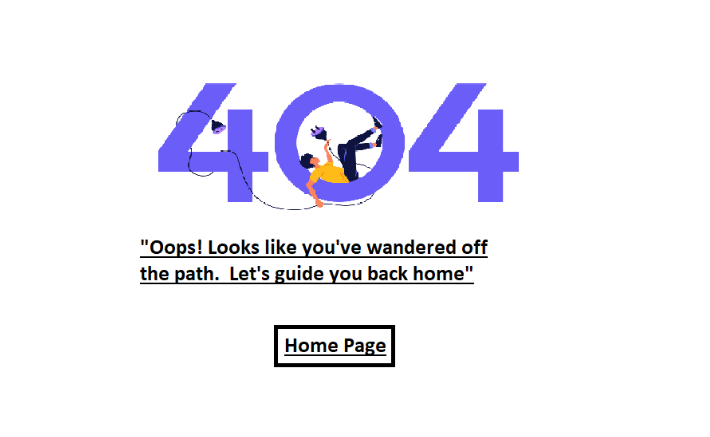 404
"Oops! Looks like you've wandered off
the path.  Let's guide you back home"
Home Page